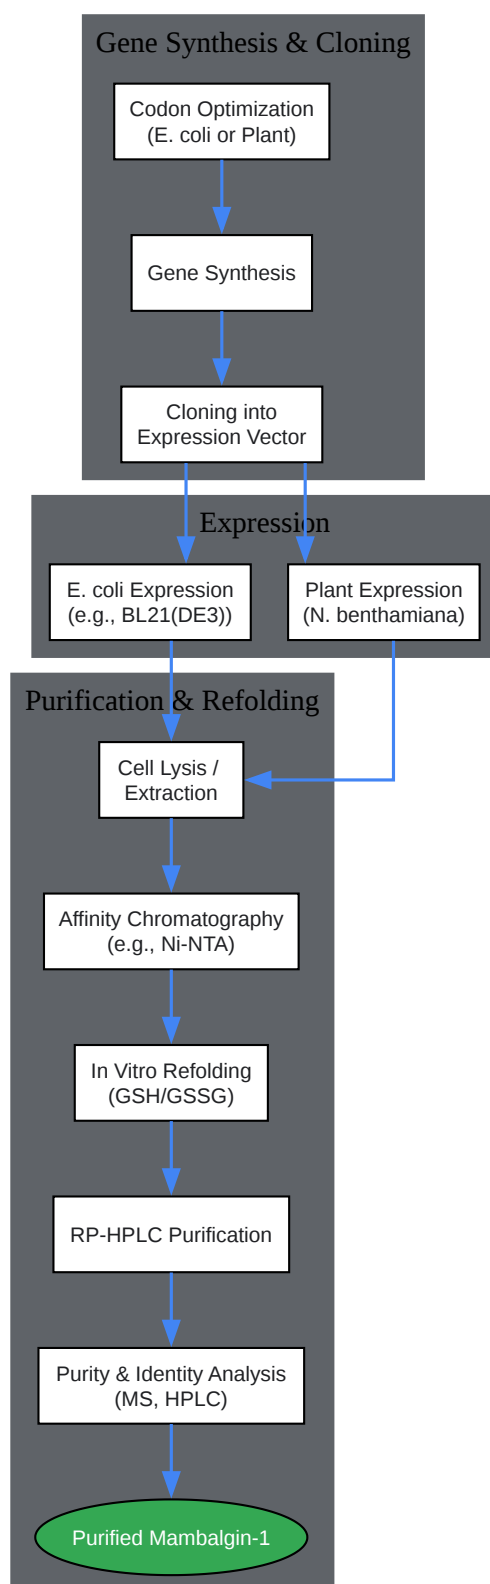 Gene Synthesis & Cloning
Codon Optimization
(E. coli or Plant)
Gene Synthesis
Cloning into
Expression Vector
Expression
E. coli Expression
(e.g., BL21(DE3))
Plant Expression
(N. benthamiana)
Purification & Refolding
Cell Lysis /
Extraction
Affinity Chromatography
(e.g., Ni-NTA)
In Vitro Refolding
(GSH/GSSG)
RP-HPLC Purification
Purity & Identity Analysis
(MS, HPLC)
Purified Mambalgin-1